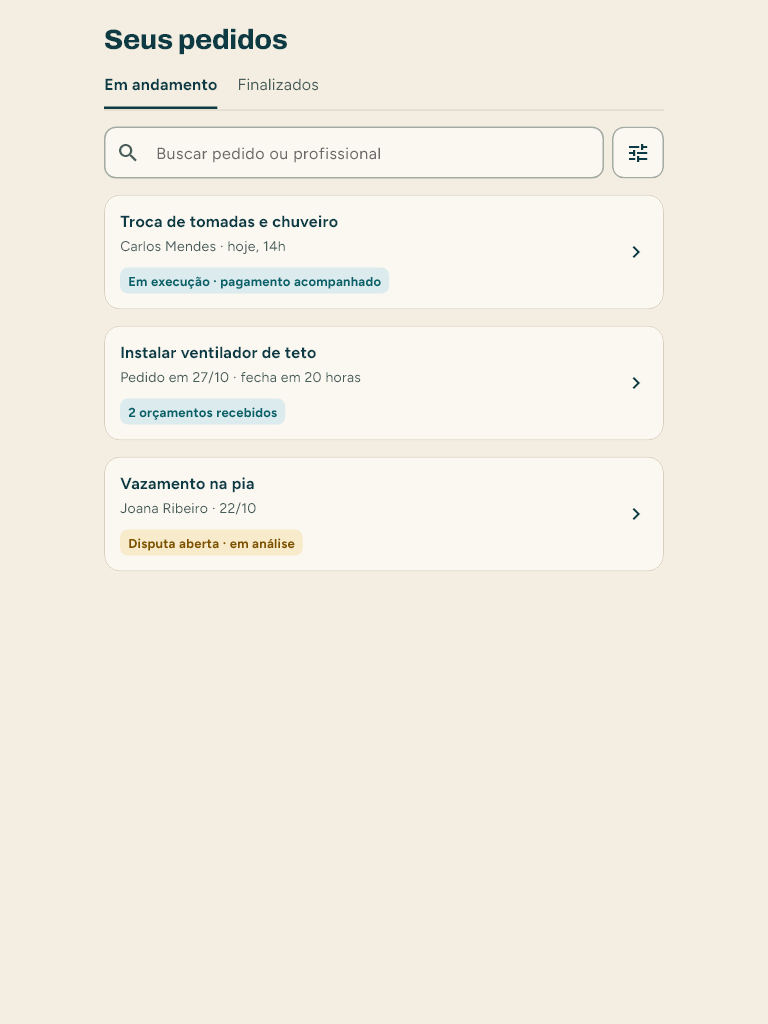 Seus pedidos
Em andamento
Finalizados
Buscar pedido ou profissional
Troca de tomadas e chuveiro
Carlos Mendes · hoje, 14h
Em execução · pagamento acompanhado
Instalar ventilador de teto
Pedido em 27/10 · fecha em 20 horas
2 orçamentos recebidos
Vazamento na pia
Joana Ribeiro · 22/10
Disputa aberta · em análise